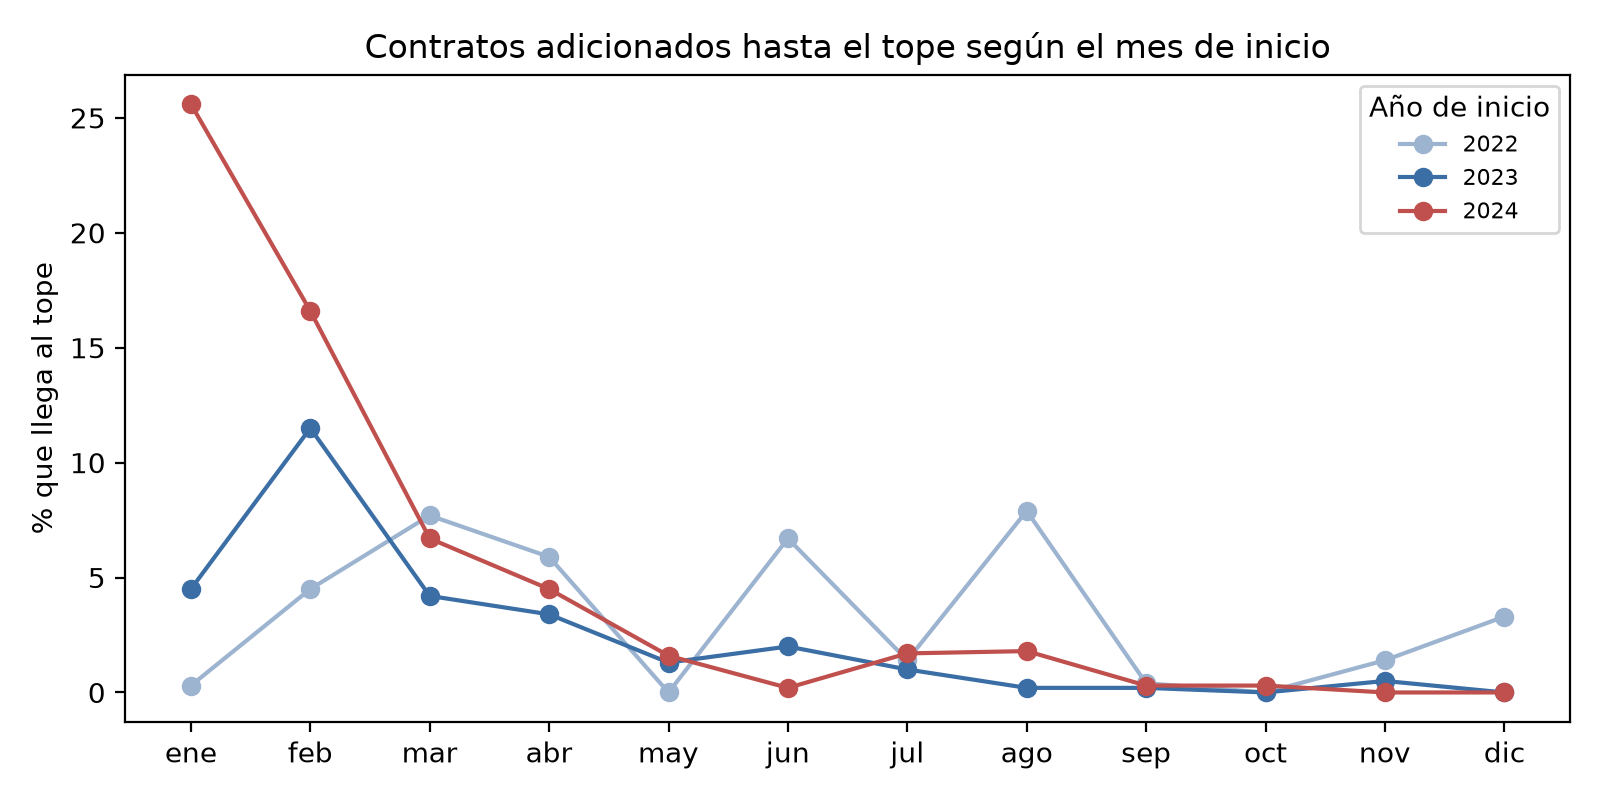 Contratos adicionados hasta el tope según el mes de inicio
% que llega al tope
25
20
15
10
5
0
Año de inicio
2022
2023
2024
ene feb mar abr may jun jul ago sep oct nov dic